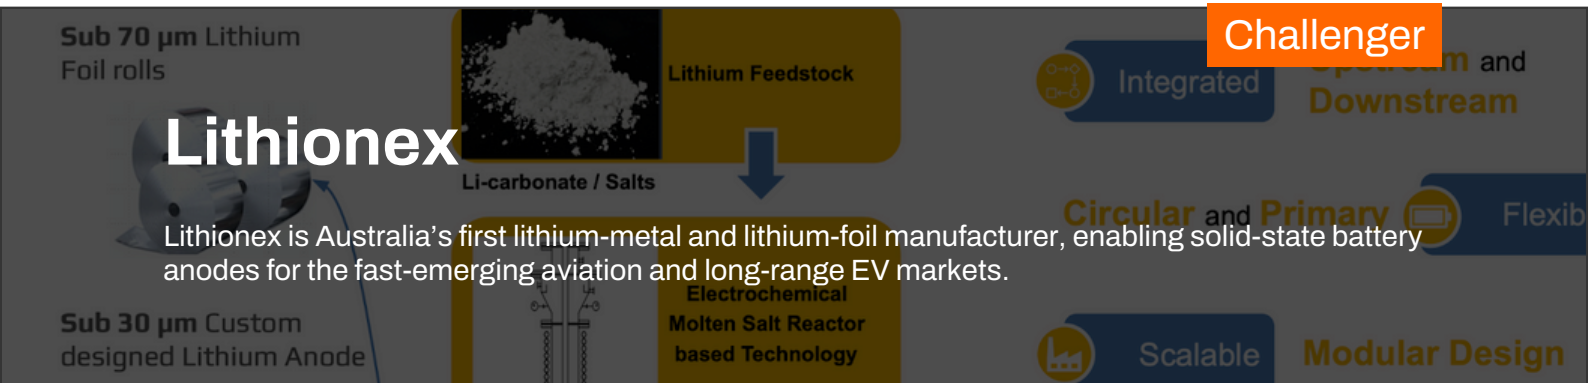 Challenger
Lithionex
Lithionex is Australia’s first lithium-metal and lithium-foil manufacturer, enabling solid-state battery
anodes for the fast-emerging aviation and long-range EV markets.
Sub 70 µm Lithium
Foil rolls
Sub 30 µm Custom
designed Lithium Anode
Lithium Feedstock
Li-carbonate / Salts
Electrochemical
Molten Salt Reactor
based Technology
Integrated
and
Downstream
Circular and Primary
Flexib
Scalable
Modular Design